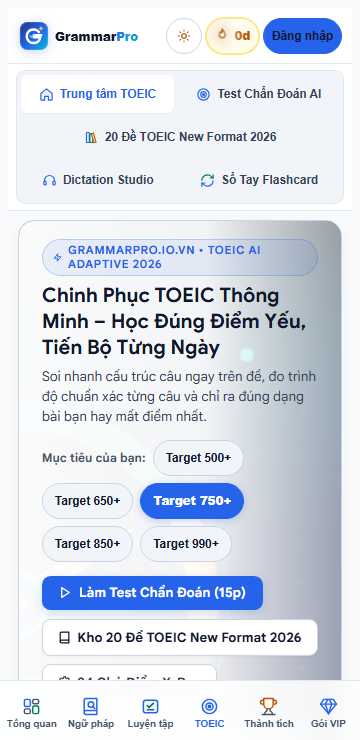 GrammarPro
0d
Đăng nhập
Trung tâm TOEIC
Test Chẩn Đoán AI
20 Đề TOEIC New Format 2026
Dictation Studio
Sổ Tay Flashcard
GRAMMARPRO.IO.VN • TOEIC AI
ADAPTIVE 2026
Chinh Phục TOEIC Thông
Minh – Học Đúng Điểm Yếu,
Tiến Bộ Từng Ngày
Soi nhanh cấu trúc câu ngay trên đề, đo trình
độ chuẩn xác từng câu và chỉ ra đúng dạng
bài bạn hay mất điểm nhất.
Mục tiêu của bạn:
Target 500+
Target 650+
Target 750+
Target 850+
Target 990+
Làm Test Chẩn Đoán (15p)
Kho 20 Đề TOEIC New Format 2026
Tổng quan
Ngữ pháp
Luyện tập
TOEIC
Thành tích
Gói VIP